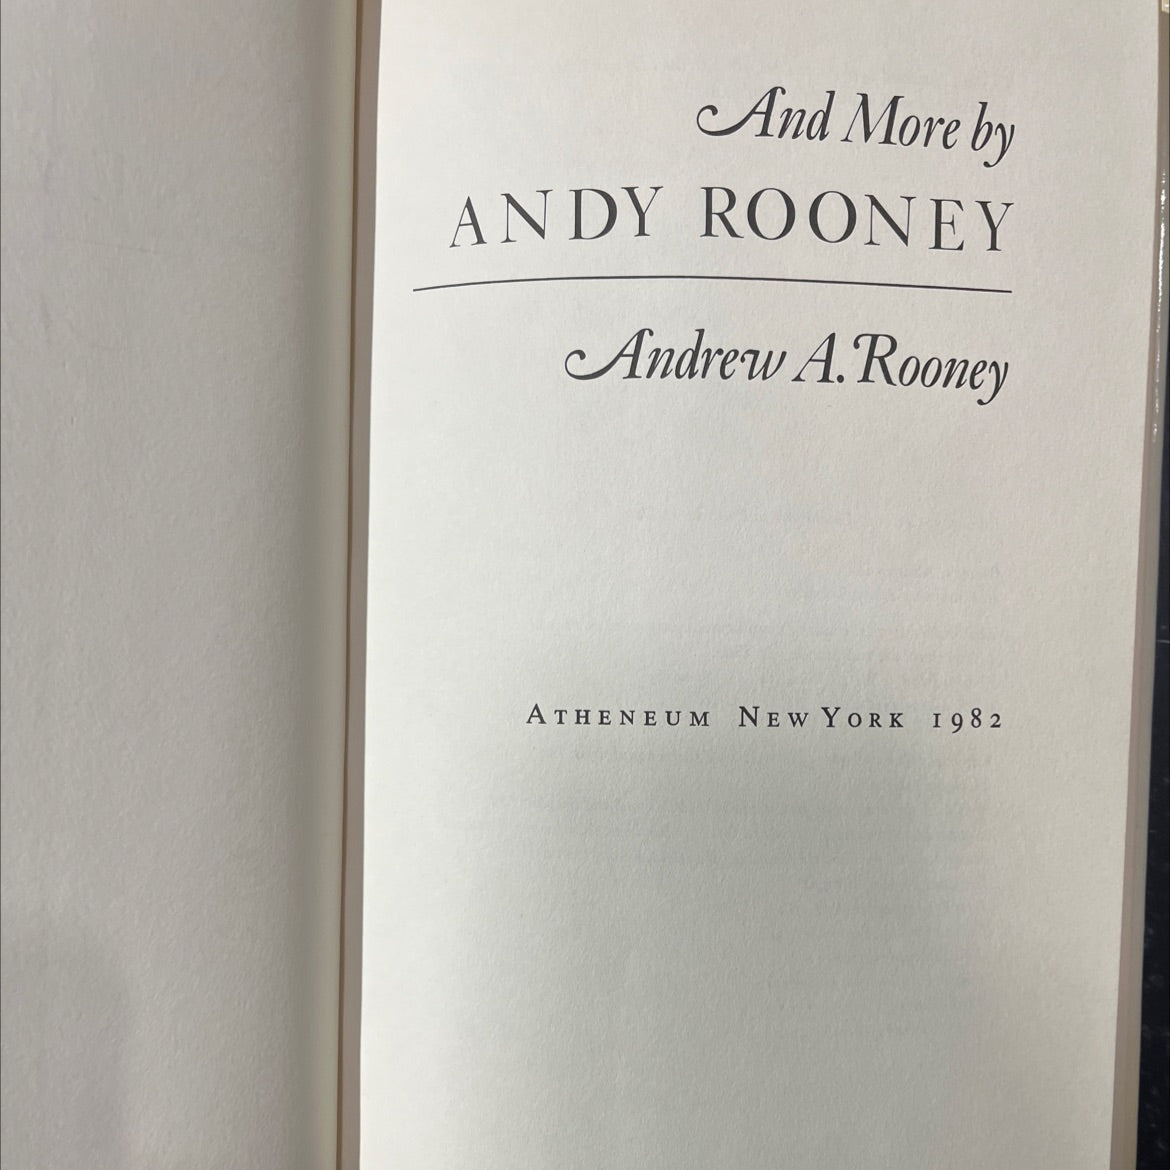 And More by
ANDY ROONEY
Andrew A. Rooney
ATHENEUM NEW YORK 1982